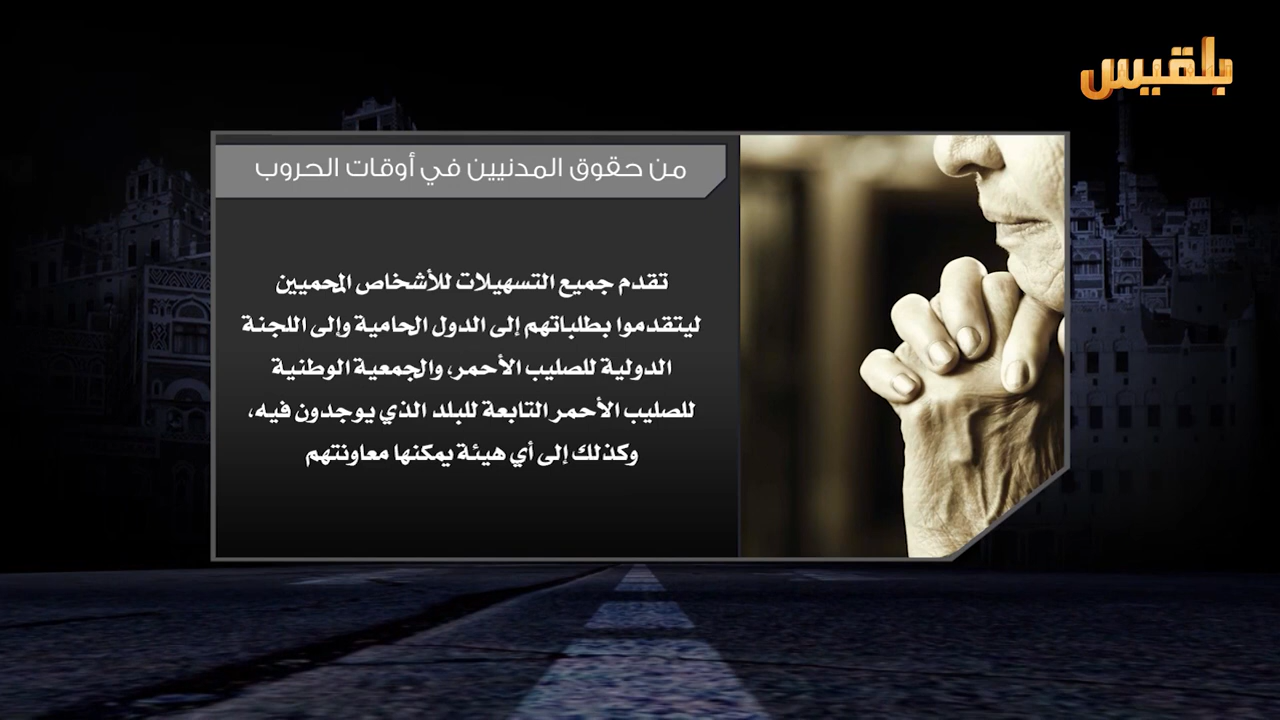 بلقيس
من حقوق المدنيين في أوقات الحروب
تقدم جميع التسهيلات للأشخاص المحميين
ليتقدموا بطلباتهم إلى الدول الحامية وإلى اللجنة
الدولية للصليب الأحمر، والجمعية الوطنية
للصليب الأحمر التابعة للبلد الذي يوجدون فيه،
وكذلك إلى أي هيئة يمكنها معاونتهم